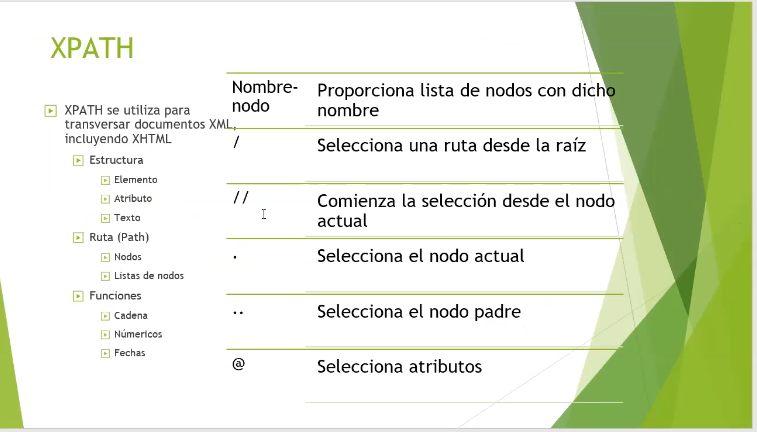 XPATH
XPATH se utiliza para
transversar documentos XML,
incluyendo XHTML
Estructura
Elemento
Atributo
Texto
Ruta (Path)
Nodos
Listas de nodos
Funciones
Cadena
Númericos
Fechas
Nombre-
nodo
Proporciona lista de nodos con dicho
nombre
/
Selecciona una ruta desde la raíz
//
Comienza la selección desde el nodo
actual
.
Selecciona el nodo actual
..
Selecciona el nodo padre
@
Selecciona atributos